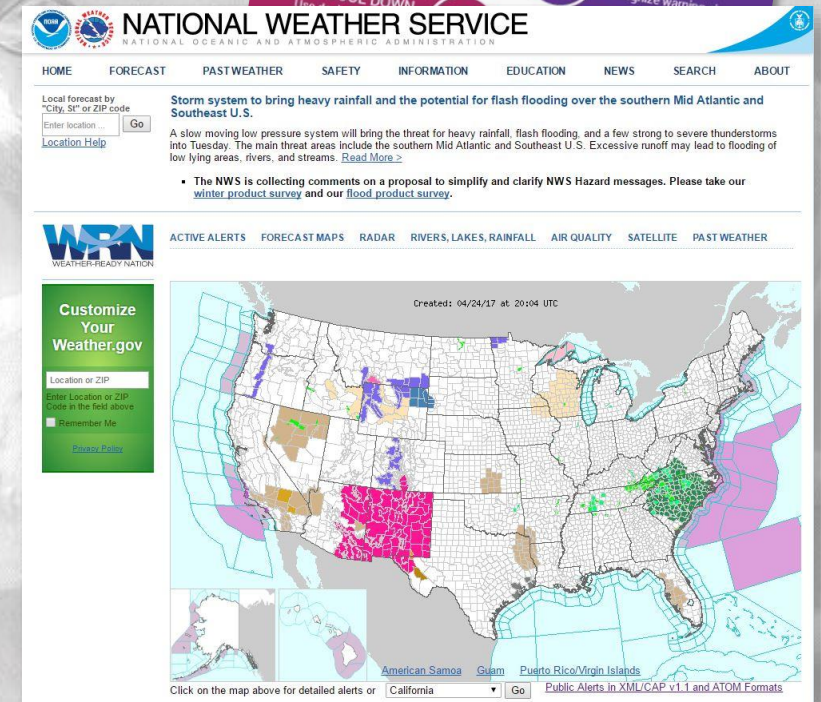 NATIONAL WEATHER SERVICE
NATIONAL OCEANIC AND ATMOSPHERIC ADMINISTRATION
HOME FORECAST PAST WEATHER SAFETY INFORMATION EDUCATION NEWS SEARCH ABOUT
Local forecast by
"City, St" or ZIP code
Enter location ...
Go
Location Help
Storm system to bring heavy rainfall and the potential for flash flooding over the southern Mid Atlantic and
Southeast U.S.
A slow moving low pressure system will bring the threat for heavy rainfall, flash flooding, and a few strong to severe thunderstorms
into Tuesday. The main threat areas include the southern Mid Atlantic and Southeast U.S. Excessive runoff may lead to flooding of
low lying areas, rivers, and streams. Read More >
The NWS is collecting comments on a proposal to simplify and clarify NWS Hazard messages. Please take our
winter product survey and our flood product survey.
WRN
WEATHER-READY NATION
ACTIVE ALERTS FORECAST MAPS RADAR RIVERS, LAKES, RAINFALL AIR QUALITY SATELLITE PAST WEATHER
Customize
Your
Weather.gov
Location or ZIP
Enter Location or ZIP
Code in the field above
Remember Me
Privacy Policy
Created: 04/24/17 at 20:04 UTC
American Samoa Guam Puerto Rico/Virgin Islands
Click on the map above for detailed alerts or California Go Public Alerts in XML/CAP v1.1 and ATOM Formats